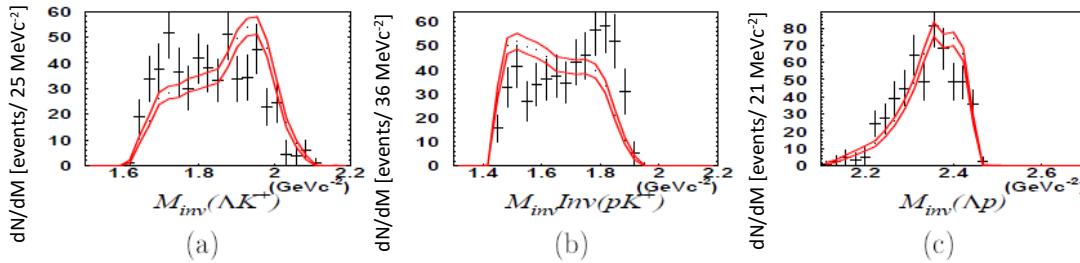 dN/dM [events/ 25 MeVc⁻²]
60
50
40
30
20
10
0
1.6
1.8
2
2.2
(GeVc⁻²)
M_inv(ΛK⁺)
(a)
dN/dM [events/ 36 MeVc⁻²]
60
50
40
30
20
10
0
1.4
1.6
1.8
2
2.2
(GeVc⁻²)
M_inv Inv(pK⁺)
(b)
dN/dM [events/ 21 MeVc⁻²]
80
70
60
50
40
30
20
10
0
2.2
2.4
2.6
(GeVc⁻²)
M_inv(Λp)
(c)